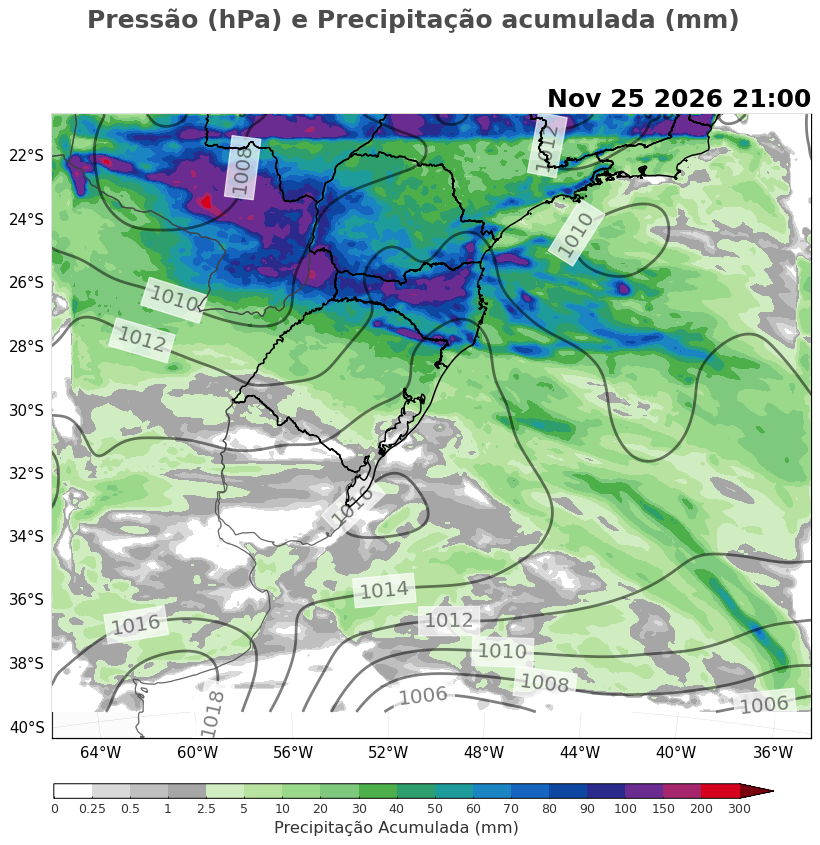 Pressão (hPa) e Precipitação acumulada (mm)
Nov 25 2026 21:00
22°S
24°S
26°S
28°S
30°S
32°S
34°S
36°S
38°S
40°S
1008
1012
1010
1010
1012
1016
1014
1016
1012
1010
1008
1006
1006
1018
64°W 60°W 56°W 52°W 48°W 44°W 40°W 36°W
0 0.25 0.5 1 2.5 5 10 20 30 40 50 60 70 80 90 100 150 200 300
Precipitação Acumulada (mm)